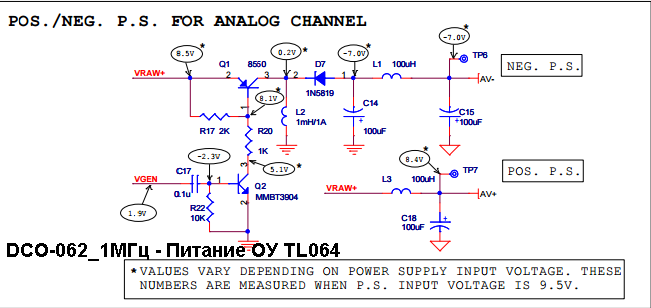 POS./NEG. P.S. FOR ANALOG CHANNEL
8.5V *
Q1
8550
0.2V *
D7
-7.0V *
L1
-7.0V *
TP6
NEG. P.S.
VRAW+
2
3
2
1
100uH
AV-
1
8.1V *
1N5819
C14
C15
R17 2K
R20
L2
1mH/1A
100uF
100uF
1K
-2.3V
3
5.1V *
8.4V *
TP7
POS. P.S.
VGEN
C17
1
Q2
L3
100uH
0.1u
MMBT3904
VRAW+
AV+
1.9V
R22
10K
2
C18
100uF
DCO-062_1МГц - Питание ОУ TL064
* VALUES VARY DEPENDING ON POWER SUPPLY INPUT VOLTAGE. THESE
NUMBERS ARE MEASURED WHEN P.S. INPUT VOLTAGE IS 9.5V.